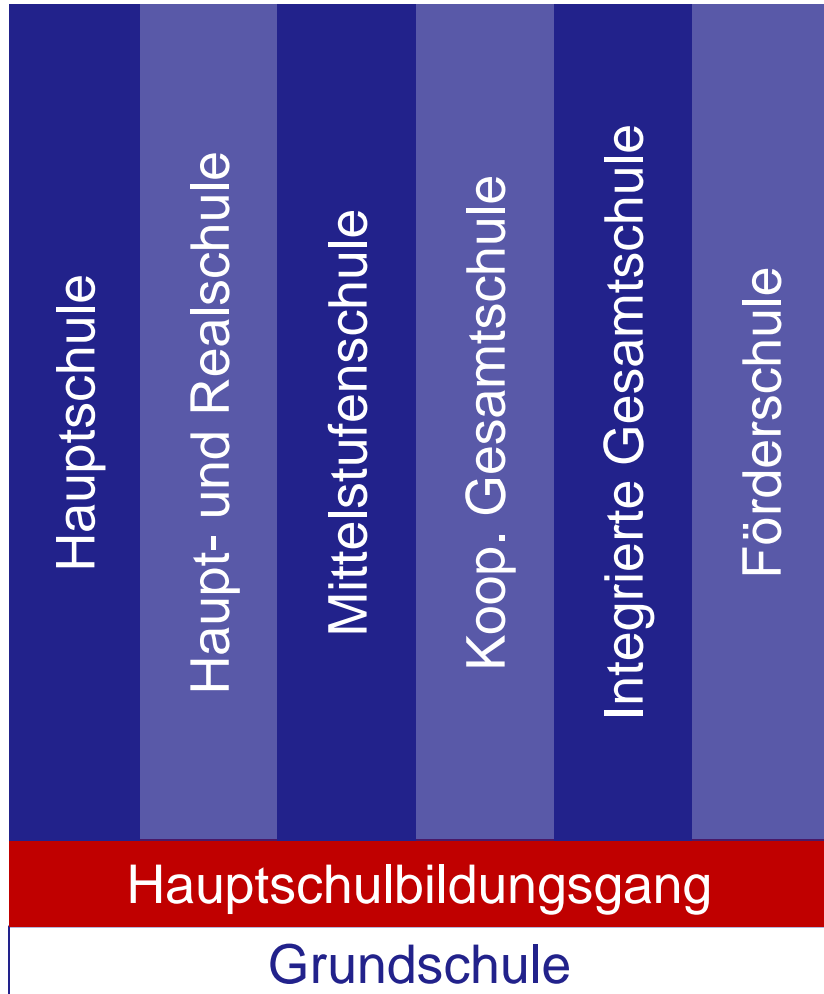 Hauptschule
Haupt- und Realschule
Mittelstufenschule
Koop. Gesamtschule
Integrierte Gesamtschule
Förderschule
Hauptschulbildungsgang
Grundschule